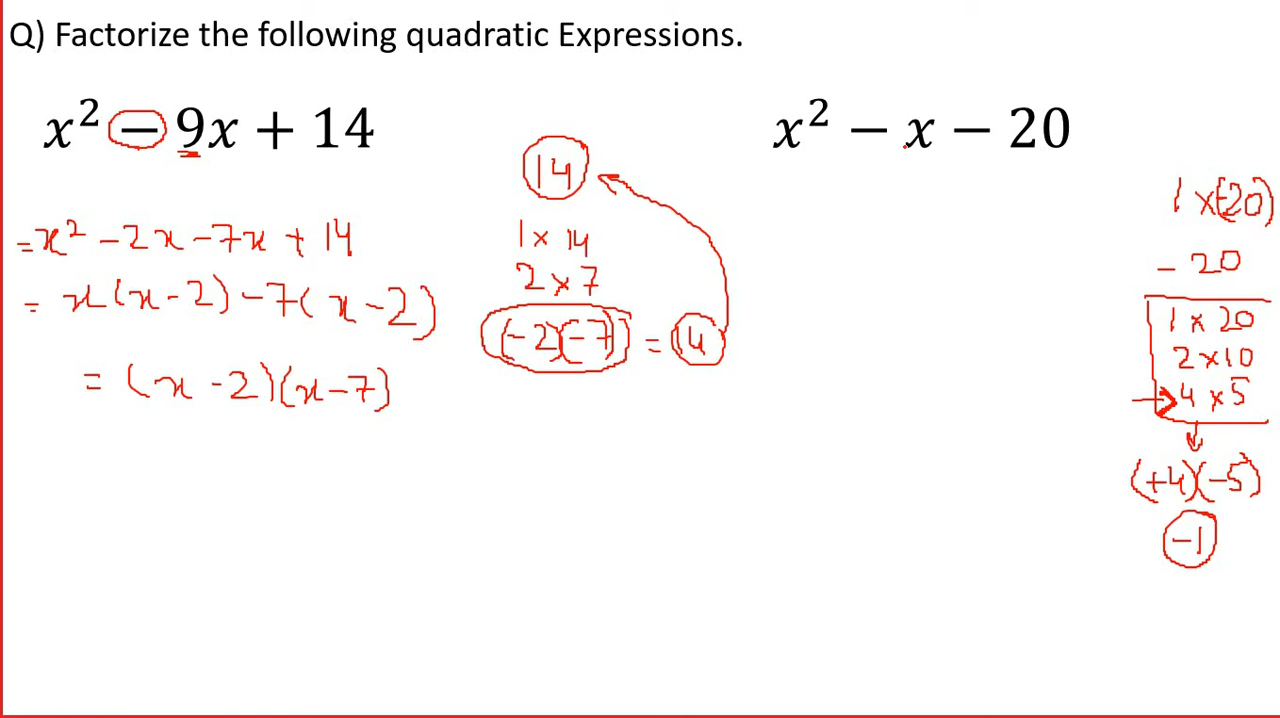 Q) Factorize the following quadratic Expressions.
x² − 9x + 14
= x² - 2x - 7x + 14
= x(x - 2) - 7(x - 2)
= (x - 2)(x - 7)
14
1 × 14
2 × 7
(-2)(-7) = 14
x² − x − 20
1 × (-20)
- 20
1 × 20
2 × 10
→ 4 × 5
↓
(+4)(-5)
-1